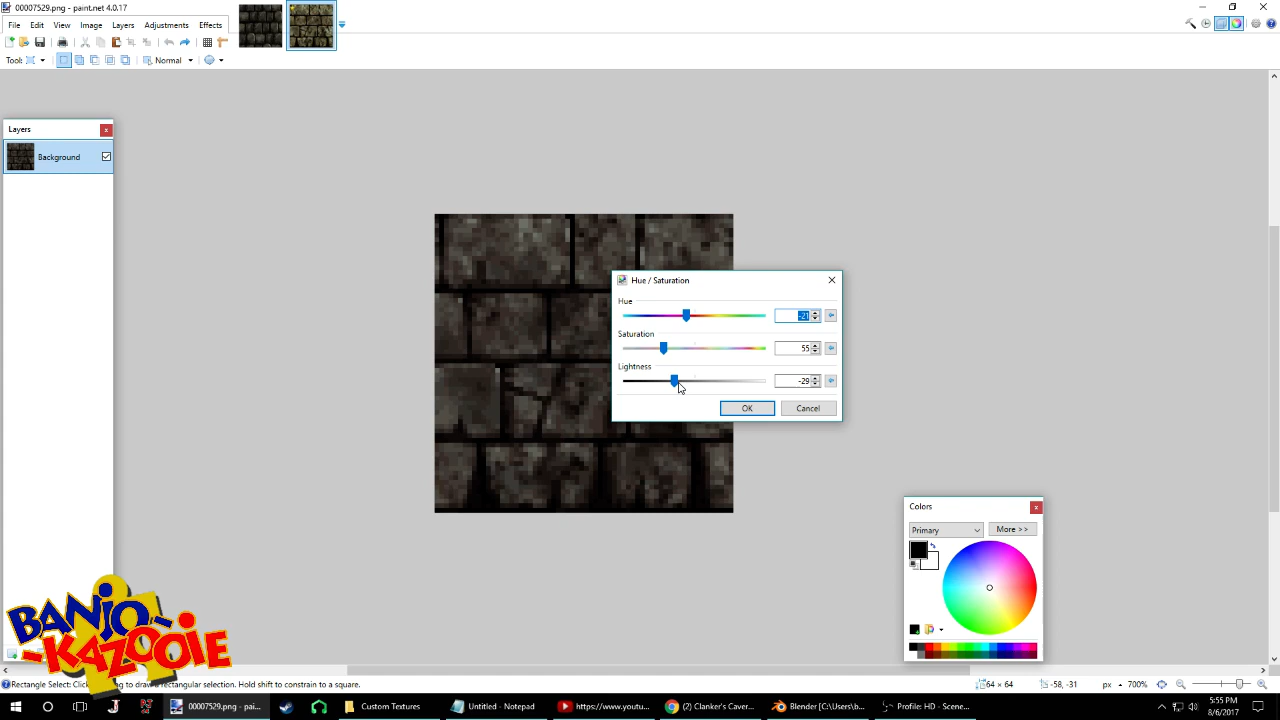 00007529.png - paint.net 4.0.17
File Edit View Image Layers Adjustments Effects
Tool: Normal
Layers
Background
Hue / Saturation
Hue
-21
Saturation
55
Lightness
-29
OK Cancel
Colors
Primary More >>
BANJO-
KAZOOIE
Rectangle Select: Click to draw a rectangular selection. Hold shift to constrain to a square.
64 × 64 -58, -31 px 700%
00007529.png - pai... Custom Textures Untitled - Notepad https://www.youtu... (2) Clanker's Caver... Blender [C:\Users\b... Profile: HD - Scene...
5:55 PM
8/6/2017